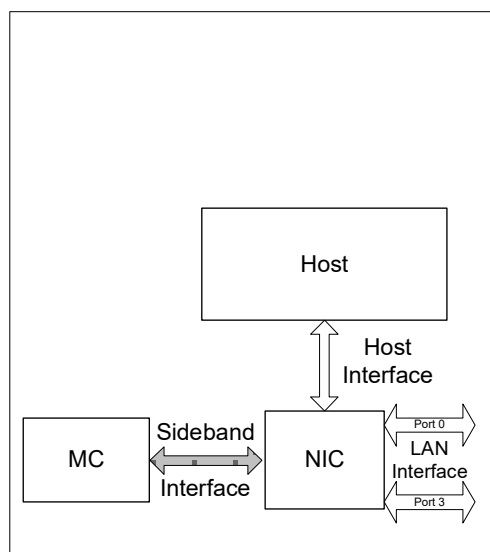 Host
Host
Interface
Sideband
Interface
MC
NIC
Port 0
LAN
Interface
Port 3